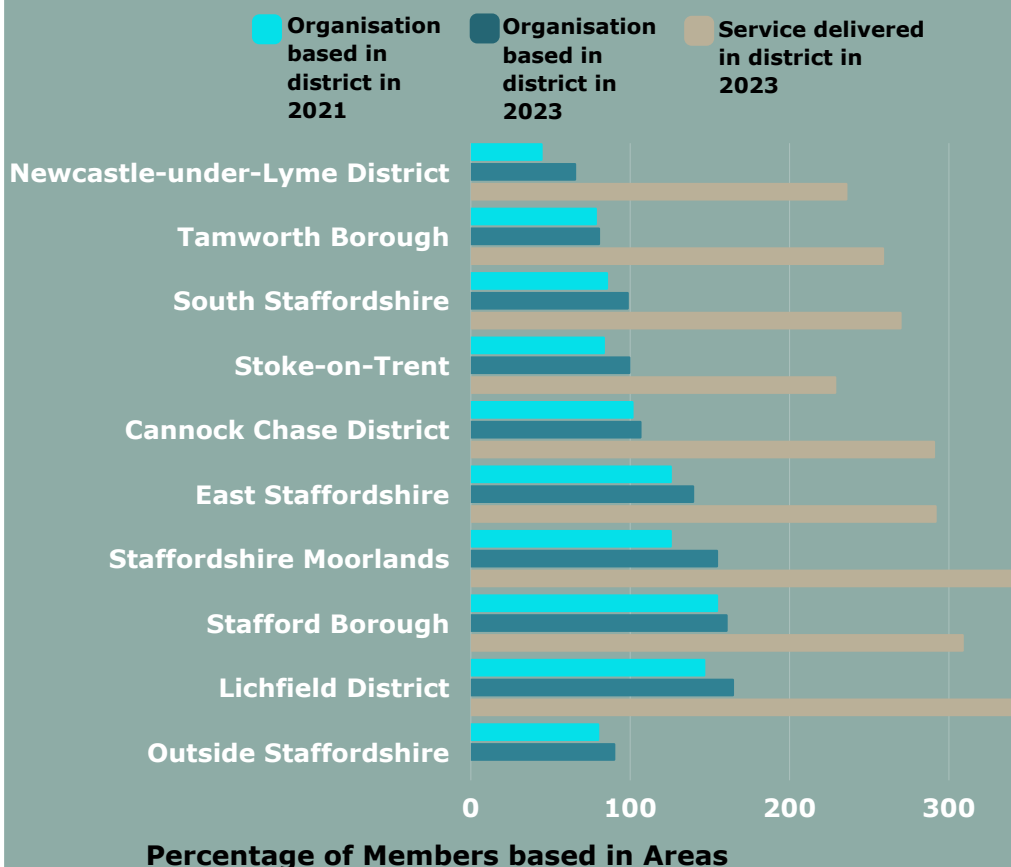 Organisation
based in
district in
2021
Organisation
based in
district in
2023
Service delivered
in district in
2023
Newcastle-under-Lyme District
Tamworth Borough
South Staffordshire
Stoke-on-Trent
Cannock Chase District
East Staffordshire
Staffordshire Moorlands
Stafford Borough
Lichfield District
Outside Staffordshire
0 100 200 300
Percentage of Members based in Areas